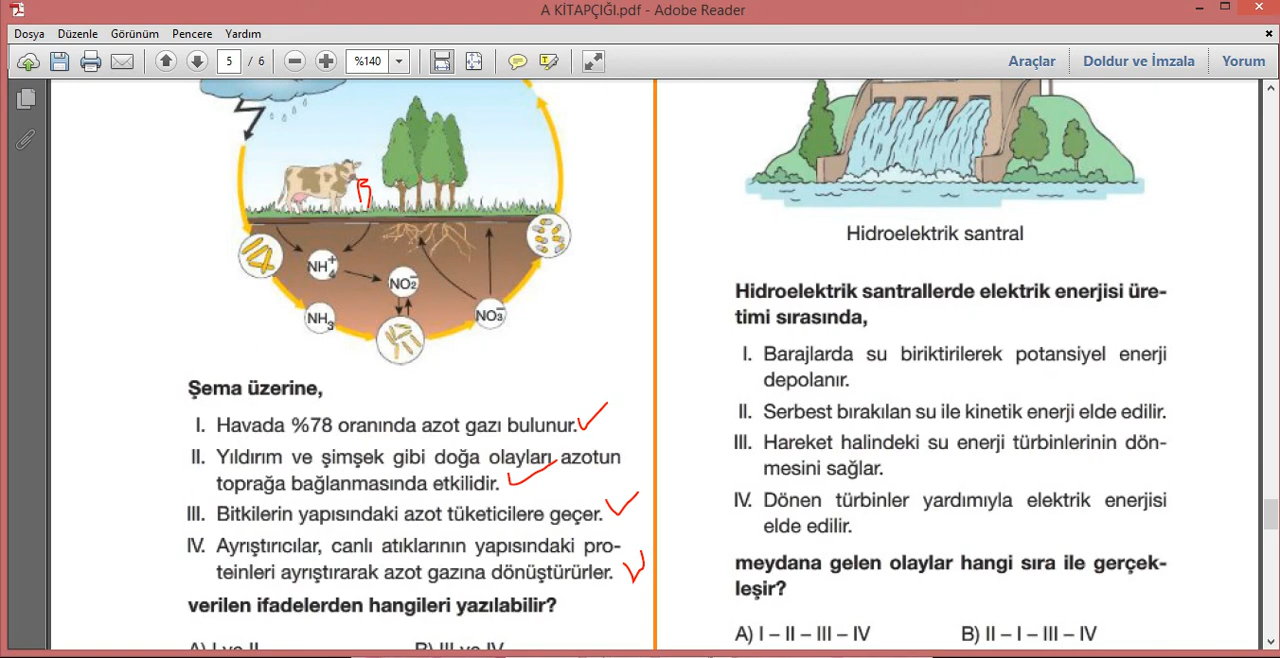 A KİTAPÇIĞI.pdf - Adobe Reader
Dosya Düzenle Görünüm Pencere Yardım
5 / 6 %140 Araçlar Doldur ve İmzala Yorum
NH4+
NO2-
NH3
NO3-
Şema üzerine,
I. Havada %78 oranında azot gazı bulunur.
II. Yıldırım ve şimşek gibi doğa olayları azotun
toprağa bağlanmasında etkilidir.
III. Bitkilerin yapısındaki azot tüketicilere geçer.
IV. Ayrıştırıcılar, canlı atıklarının yapısındaki pro-
teinleri ayrıştırarak azot gazına dönüştürürler.
verilen ifadelerden hangileri yazılabilir?
A) I ve II B) III ve IV
Hidroelektrik santral
Hidroelektrik santrallerde elektrik enerjisi üre-
timi sırasında,
I. Barajlarda su biriktirilerek potansiyel enerji
depolanır.
II. Serbest bırakılan su ile kinetik enerji elde edilir.
III. Hareket halindeki su enerji türbinlerinin dön-
mesini sağlar.
IV. Dönen türbinler yardımıyla elektrik enerjisi
elde edilir.
meydana gelen olaylar hangi sıra ile gerçek-
leşir?
A) I – II – III – IV B) II – I – III – IV